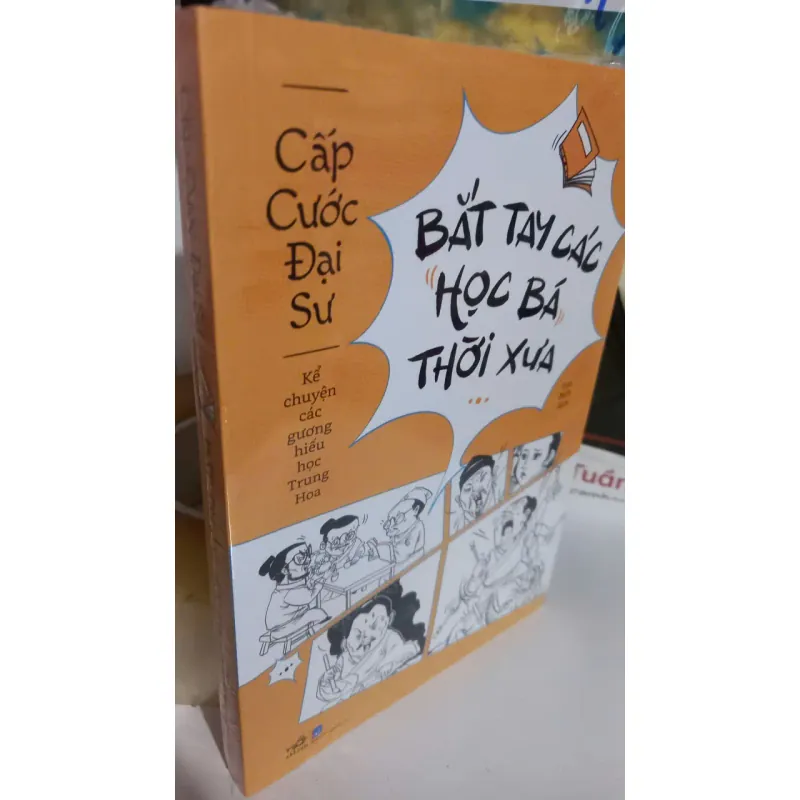 Cấp
Cước
Đại
Sư
Kể
chuyện
các
gương
hiếu
học
Trung
Hoa
BẮT TAY CÁC
"HỌC BÁ"
THỜI XƯA
Tuấn